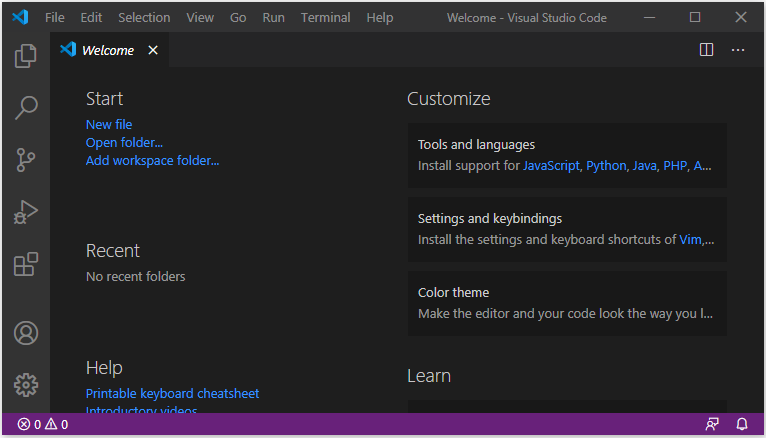 File Edit Selection View Go Run Terminal Help Welcome - Visual Studio Code
Welcome
Start
New file
Open folder...
Add workspace folder...
Recent
No recent folders
Help
Printable keyboard cheatsheet
Introductory videos
Customize
Tools and languages
Install support for JavaScript, Python, Java, PHP, A...
Settings and keybindings
Install the settings and keyboard shortcuts of Vim,...
Color theme
Make the editor and your code look the way you l...
Learn
0 0